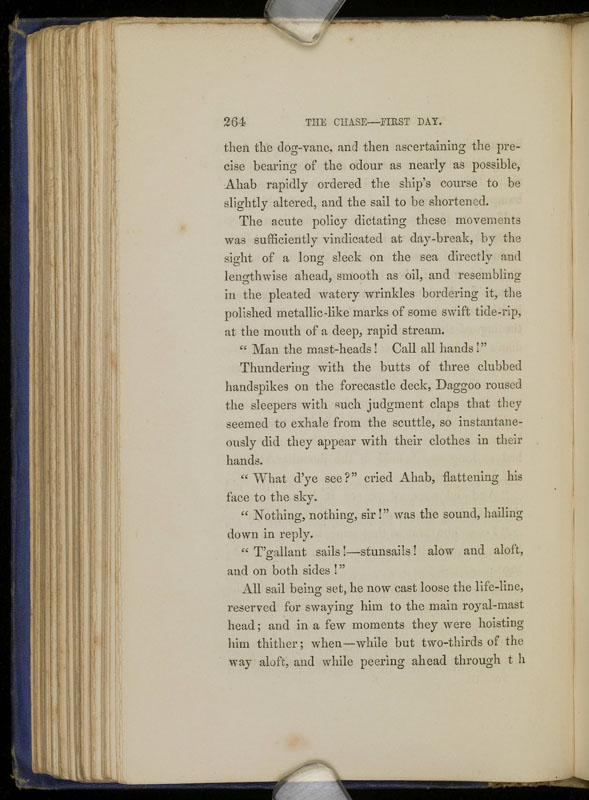 264 THE CHASE—FIRST DAY.
then the dog-vane, and then ascertaining the pre-
cise bearing of the odour as nearly as possible,
Ahab rapidly ordered the ship's course to be
slightly altered, and the sail to be shortened.
The acute policy dictating these movements
was sufficiently vindicated at day-break, by the
sight of a long sleek on the sea directly and
lengthwise ahead, smooth as oil, and resembling
in the pleated watery wrinkles bordering it, the
polished metallic-like marks of some swift tide-rip,
at the mouth of a deep, rapid stream.
“ Man the mast-heads! Call all hands!”
Thundering with the butts of three clubbed
handspikes on the forecastle deck, Daggoo roused
the sleepers with such judgment claps that they
seemed to exhale from the scuttle, so instantane-
ously did they appear with their clothes in their
hands.
“ What d'ye see?” cried Ahab, flattening his
face to the sky.
“ Nothing, nothing, sir!” was the sound, hailing
down in reply.
“ T'gallant sails!—stunsails! alow and aloft,
and on both sides!”
All sail being set, he now cast loose the life-line,
reserved for swaying him to the main royal-mast
head; and in a few moments they were hoisting
him thither; when—while but two-thirds of the
way aloft, and while peering ahead through t h